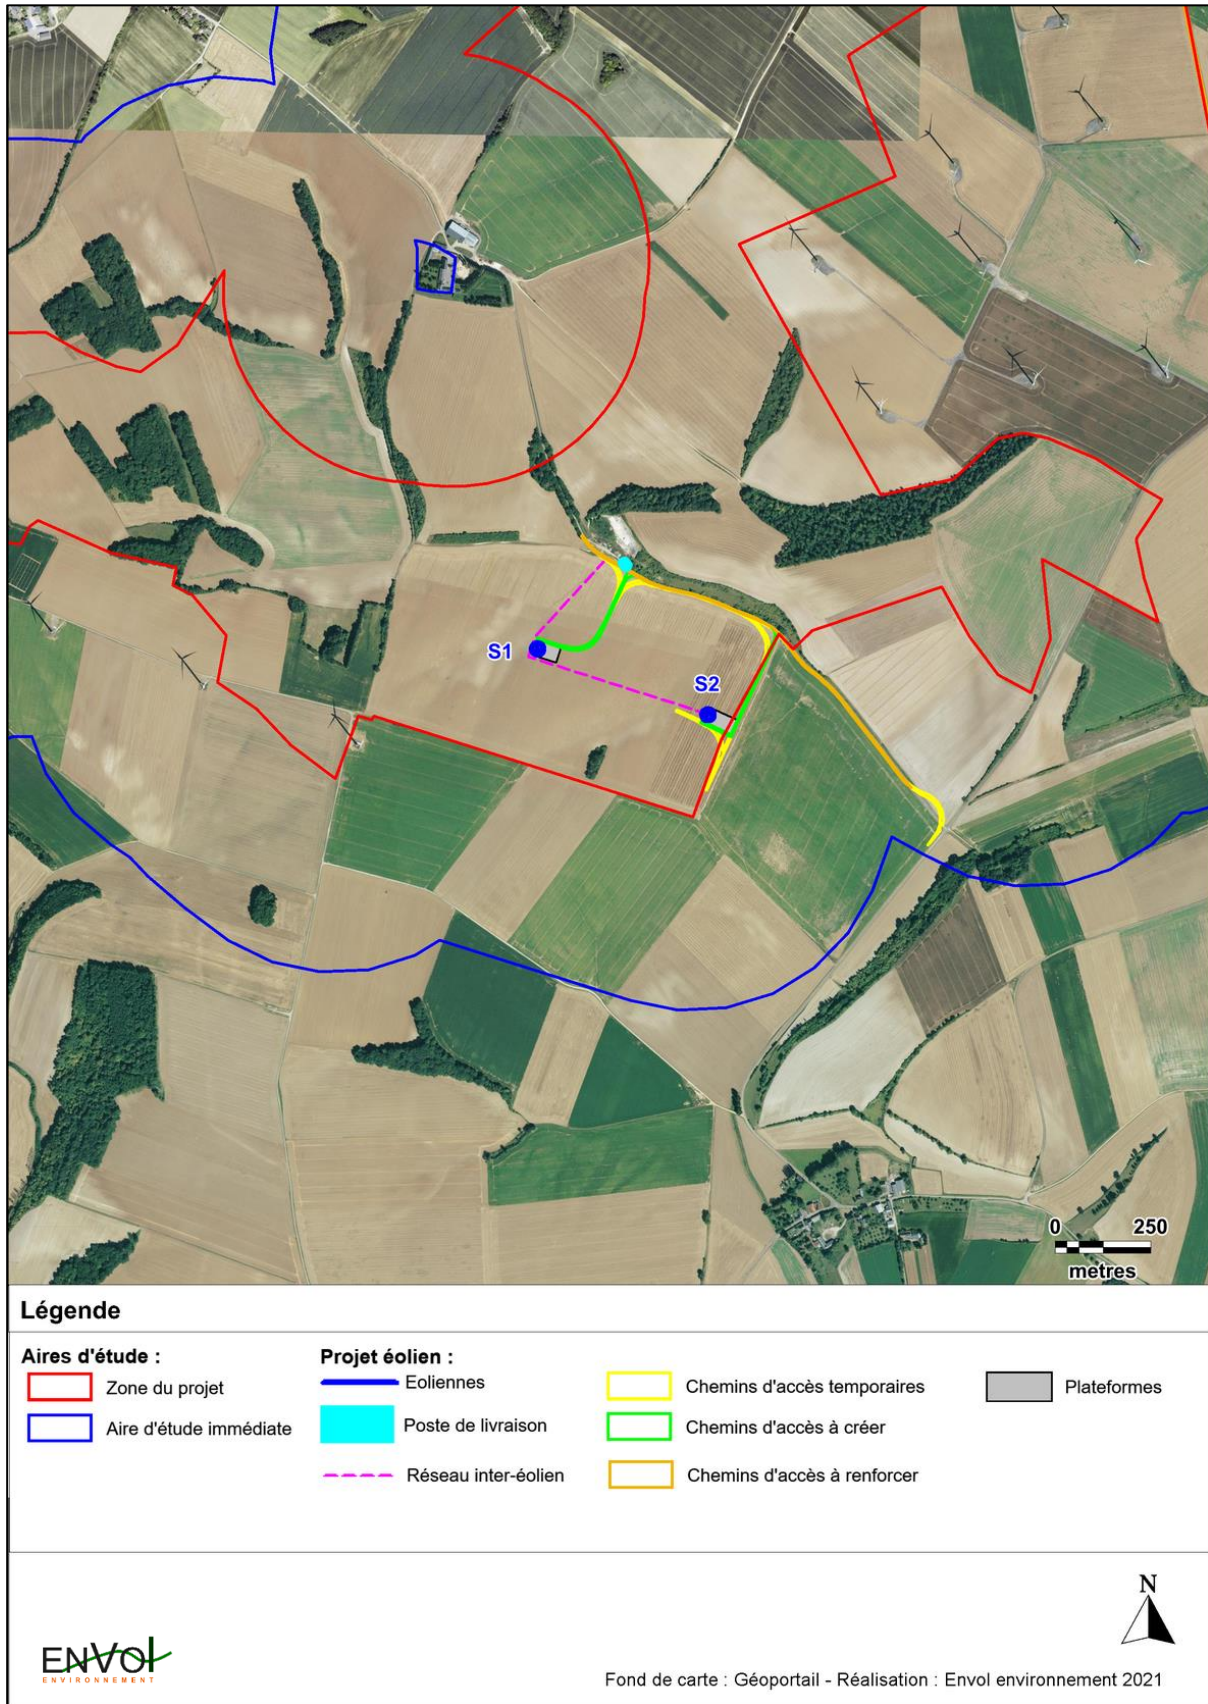 S1
S2
0 250
metres
Légende
Aires d'étude :
Zone du projet
Aire d'étude immédiate
Projet éolien :
Eoliennes
Poste de livraison
Réseau inter-éolien
Chemins d'accès temporaires
Chemins d'accès à créer
Chemins d'accès à renforcer
Plateformes
N
ENVOl
ENVIRONNEMENT
Fond de carte : Géoportail - Réalisation : Envol environnement 2021